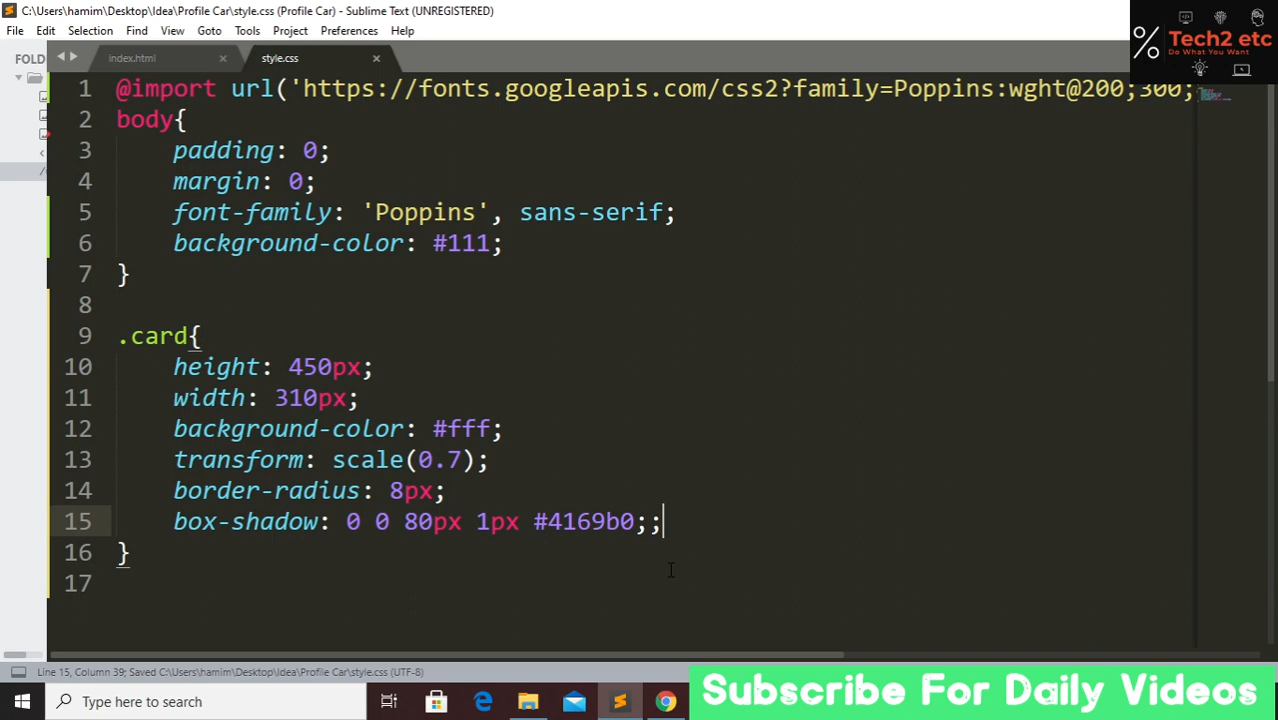 C:\Users\hamim\Desktop\Idea\Profile Car\style.css (Profile Car) - Sublime Text (UNREGISTERED)
File Edit Selection Find View Goto Tools Project Preferences Help
Tech2 etc
Do What You Want
FOLD
index.html
style.css
1 @import url('https://fonts.googleapis.com/css2?family=Poppins:wght@200;300;
2 body{
3 padding: 0;
4 margin: 0;
5 font-family: 'Poppins', sans-serif;
6 background-color: #111;
7 }
8
9 .card{
10 height: 450px;
11 width: 310px;
12 background-color: #fff;
13 transform: scale(0.7);
14 border-radius: 8px;
15 box-shadow: 0 0 80px 1px #4169b0;;
16 }
17
Line 15, Column 39; Saved C:\Users\hamim\Desktop\Idea\Profile Car\style.css (UTF-8)
Type here to search
Subscribe For Daily Videos